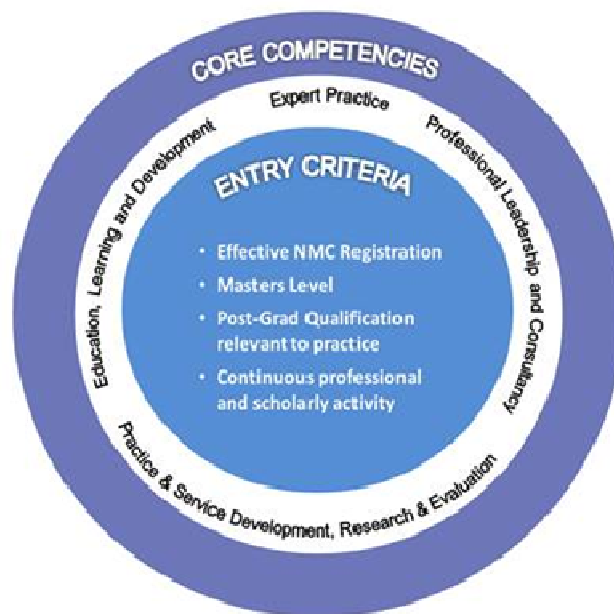 CORE COMPETENCIES
Expert Practice
Professional Leadership and Consultancy
Education, Learning and Development
Practice & Service Development, Research & Evaluation
ENTRY CRITERIA
• Effective NMC Registration
• Masters Level
• Post-Grad Qualification
relevant to practice
• Continuous professional
and scholarly activity